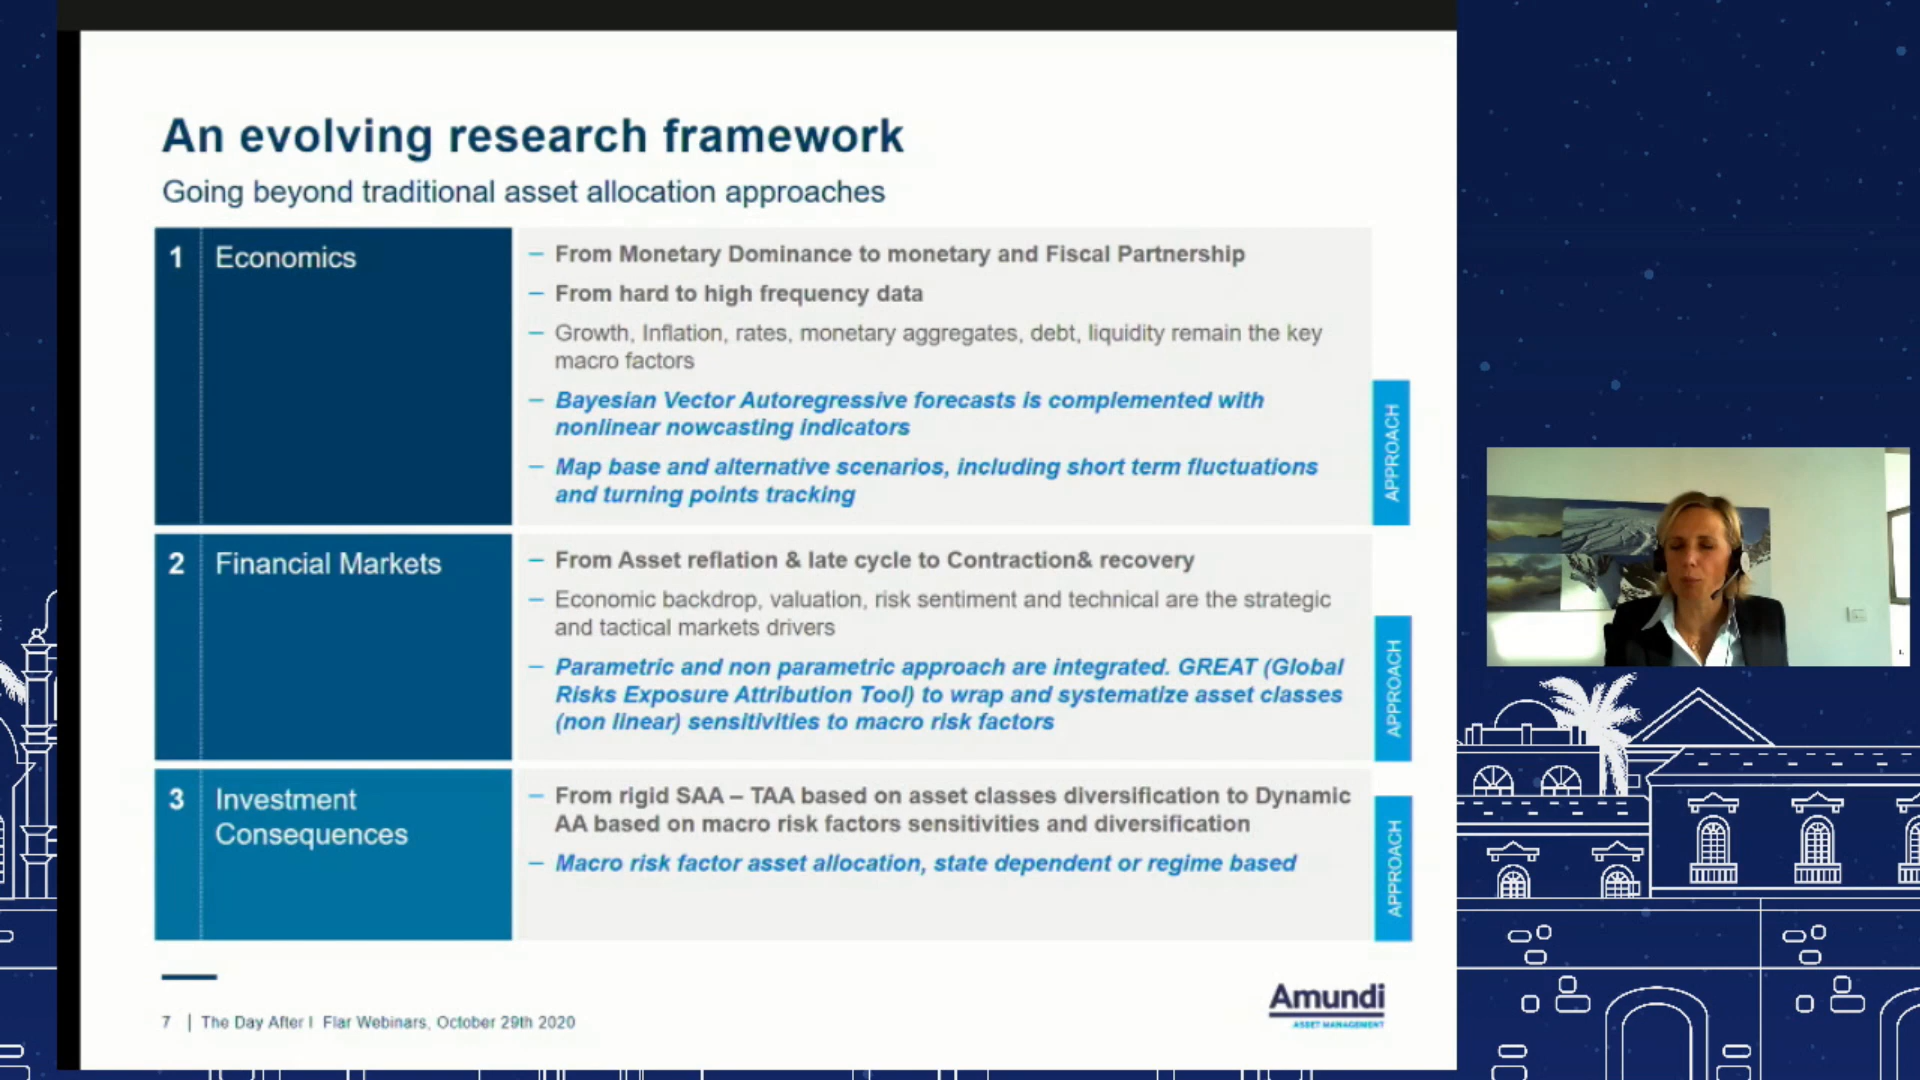 An evolving research framework
Going beyond traditional asset allocation approaches
1 Economics
– From Monetary Dominance to monetary and Fiscal Partnership
– From hard to high frequency data
– Growth, Inflation, rates, monetary aggregates, debt, liquidity remain the key
macro factors
– Bayesian Vector Autoregressive forecasts is complemented with
nonlinear nowcasting indicators
– Map base and alternative scenarios, including short term fluctuations
and turning points tracking
APPROACH
2 Financial Markets
– From Asset reflation & late cycle to Contraction& recovery
– Economic backdrop, valuation, risk sentiment and technical are the strategic
and tactical markets drivers
– Parametric and non parametric approach are integrated. GREAT (Global
Risks Exposure Attribution Tool) to wrap and systematize asset classes
(non linear) sensitivities to macro risk factors
APPROACH
3 Investment
Consequences
– From rigid SAA – TAA based on asset classes diversification to Dynamic
AA based on macro risk factors sensitivities and diversification
– Macro risk factor asset allocation, state dependent or regime based
APPROACH
7 | The Day After I Flar Webinars, October 29th 2020
Amundi
ASSET MANAGEMENT